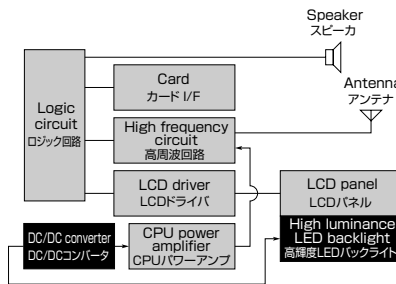 Speaker
スピーカ
Antenna
アンテナ
Card
カード I/F
Logic
circuit
ロジック回路
High frequency
circuit
高周波回路
LCD driver
LCDドライバ
LCD panel
LCDパネル
DC/DC converter
DC/DCコンバータ
CPU power
amplifier
CPUパワーアンプ
High luminance
LED backlight
高輝度LEDバックライト